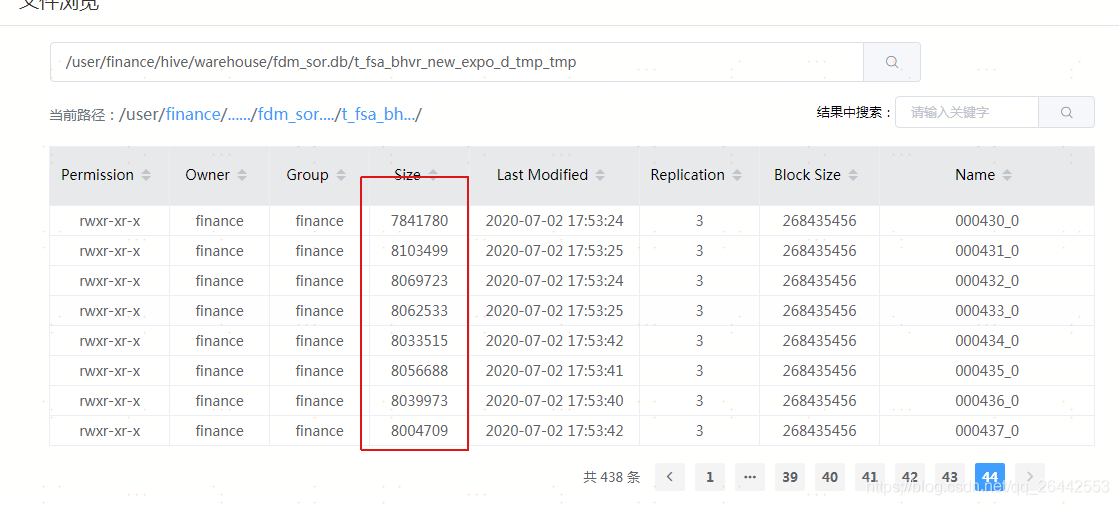 文件浏览
/user/finance/hive/warehouse/fdm_sor.db/t_fsa_bhvr_new_expo_d_tmp_tmp
当前路径：/user/finance/....../fdm_sor..../t_fsa_bh.../ 结果中搜索： 请输入关键字
Permission Owner Group Size Last Modified Replication Block Size Name
rwxr-xr-x finance finance 7841780 2020-07-02 17:53:24 3 268435456 000430_0
rwxr-xr-x finance finance 8103499 2020-07-02 17:53:25 3 268435456 000431_0
rwxr-xr-x finance finance 8069723 2020-07-02 17:53:24 3 268435456 000432_0
rwxr-xr-x finance finance 8062533 2020-07-02 17:53:25 3 268435456 000433_0
rwxr-xr-x finance finance 8033515 2020-07-02 17:53:42 3 268435456 000434_0
rwxr-xr-x finance finance 8056688 2020-07-02 17:53:41 3 268435456 000435_0
rwxr-xr-x finance finance 8039973 2020-07-02 17:53:40 3 268435456 000436_0
rwxr-xr-x finance finance 8004709 2020-07-02 17:53:42 3 268435456 000437_0
共 438 条 < 1 ... 39 40 41 42 43 44 >
https://blog.csdn.net/qq_26442553